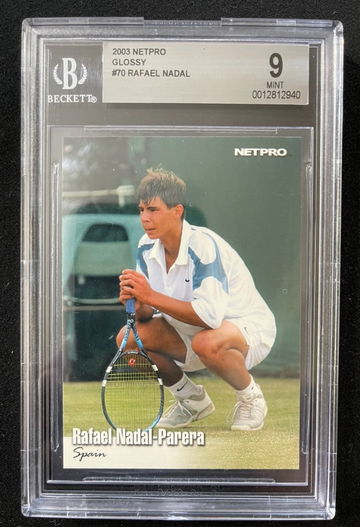 2003 NETPRO
GLOSSY
#70 RAFAEL NADAL
9
MINT
0012812940
B
BECKETT®
NETPRO
Rafael Nadal-Parera
Spain